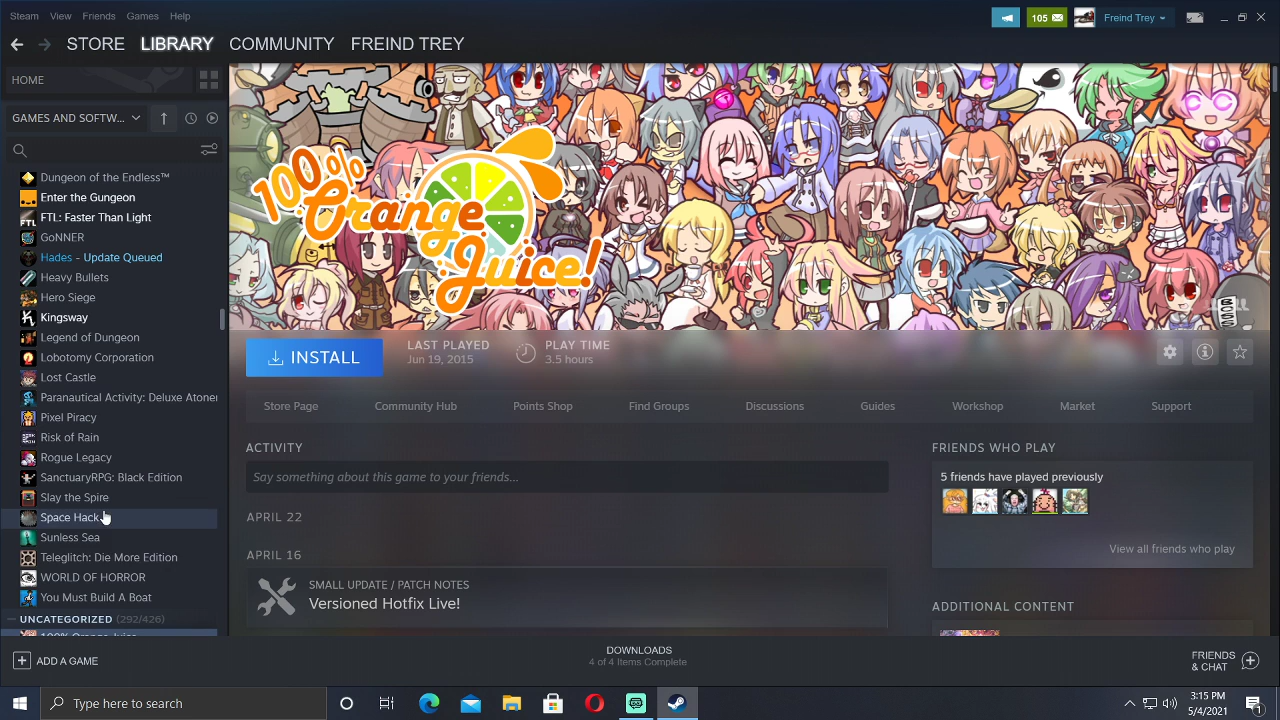 Steam View Friends Games Help
105 Freind Trey
STORE LIBRARY COMMUNITY FREIND TREY
HOME
GAMES AND SOFTW...
Dungeon of the Endless™
Enter the Gungeon
FTL: Faster Than Light
GoNNER
Hades - Update Queued
Heavy Bullets
Hero Siege
Kingsway
Legend of Dungeon
Lobotomy Corporation
Lost Castle
Paranautical Activity: Deluxe Atoner
Pixel Piracy
Risk of Rain
Rogue Legacy
SanctuaryRPG: Black Edition
Slay the Spire
Space Hack
Sunless Sea
Teleglitch: Die More Edition
WORLD OF HORROR
You Must Build A Boat
UNCATEGORIZED (292/426)
100% Orange Juice
ADD A GAME
100%
Orange
Juice!
INSTALL
LAST PLAYED
Jun 19, 2015
PLAY TIME
3.5 hours
Store Page Community Hub Points Shop Find Groups Discussions Guides Workshop Market Support
ACTIVITY
Say something about this game to your friends...
APRIL 22
APRIL 16
SMALL UPDATE / PATCH NOTES
Versioned Hotfix Live!
FRIENDS WHO PLAY
5 friends have played previously
View all friends who play
ADDITIONAL CONTENT
DOWNLOADS
4 of 4 Items Complete
FRIENDS
& CHAT
Type here to search
3:15 PM
5/4/2021
1